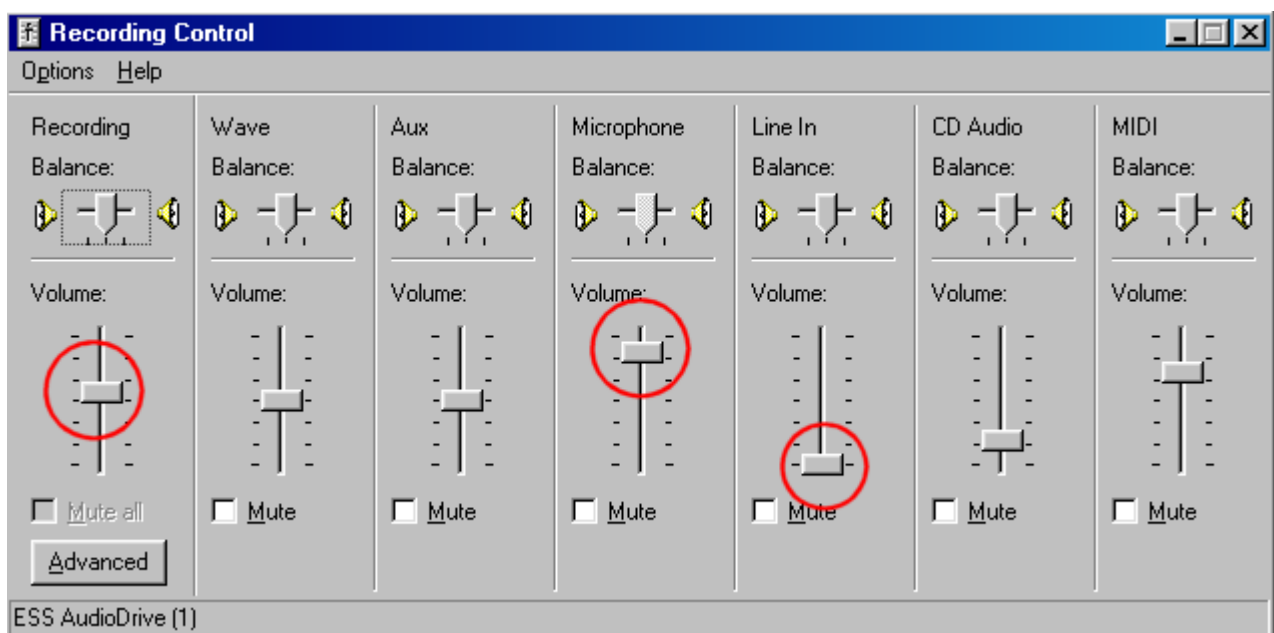 Recording Control
Options Help
Recording Wave Aux Microphone Line In CD Audio MIDI
Balance: Balance: Balance: Balance: Balance: Balance: Balance:
Volume: Volume: Volume: Volume: Volume: Volume: Volume:
Mute all Mute Mute Mute Mute Mute Mute
Advanced
ESS AudioDrive (1)